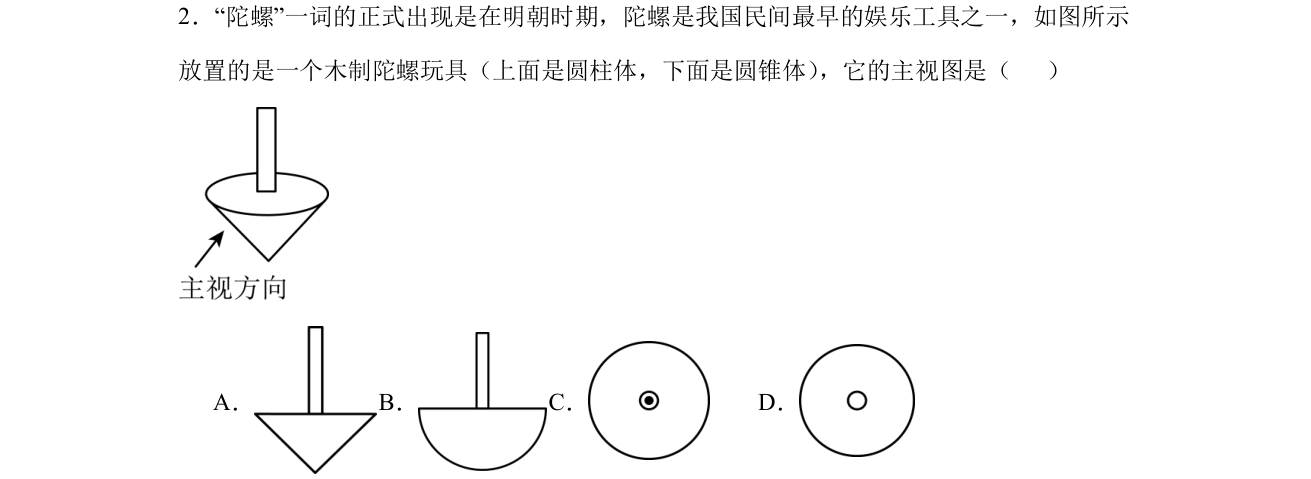 2．“陀螺”一词的正式出现是在明朝时期，陀螺是我国民间最早的娱乐工具之一，如图所示
放置的是一个木制陀螺玩具（上面是圆柱体，下面是圆锥体），它的主视图是（    ）
主视方向
A． B． C． D．